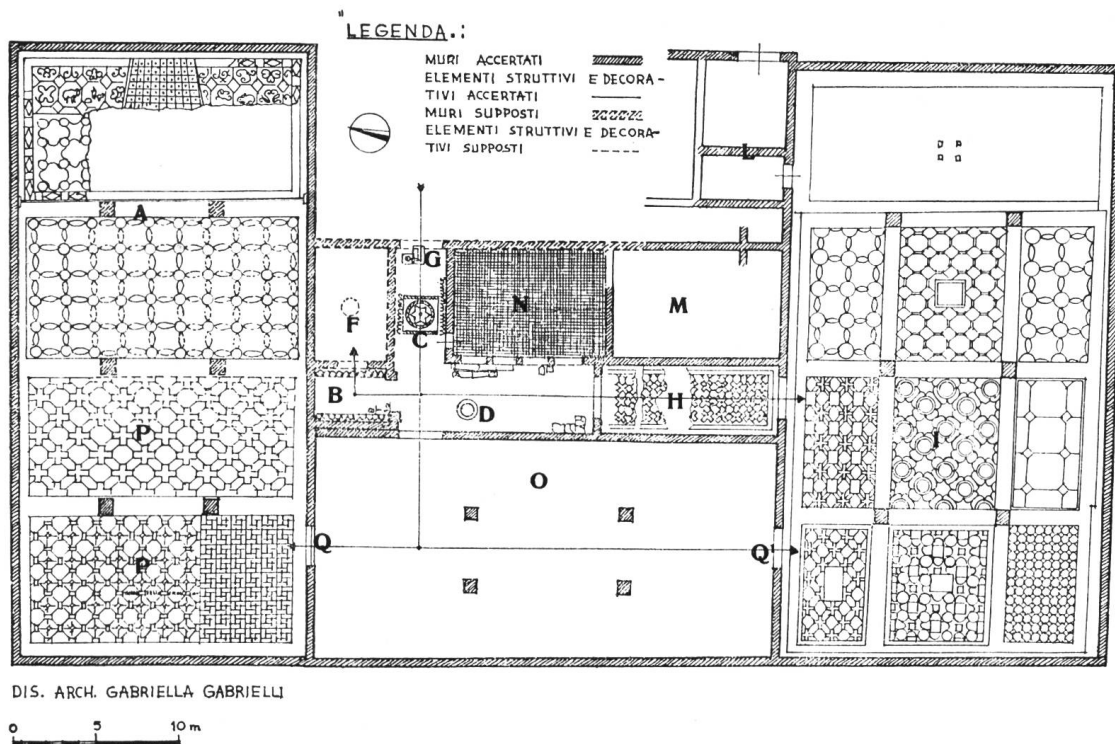 "LEGENDA.:
MURI ACCERTATI
ELEMENTI STRUTTIVI E DECORA-
TIVI ACCERTATI
MURI SUPPOSTI
ELEMENTI STRUTTIVI E DECORA-
TIVI SUPPOSTI
L
A
G
N
M
F
C
B
H
D
P
I
O
Q
Q
P
DIS. ARCH. GABRIELLA GABRIELLI
0 5 10 m